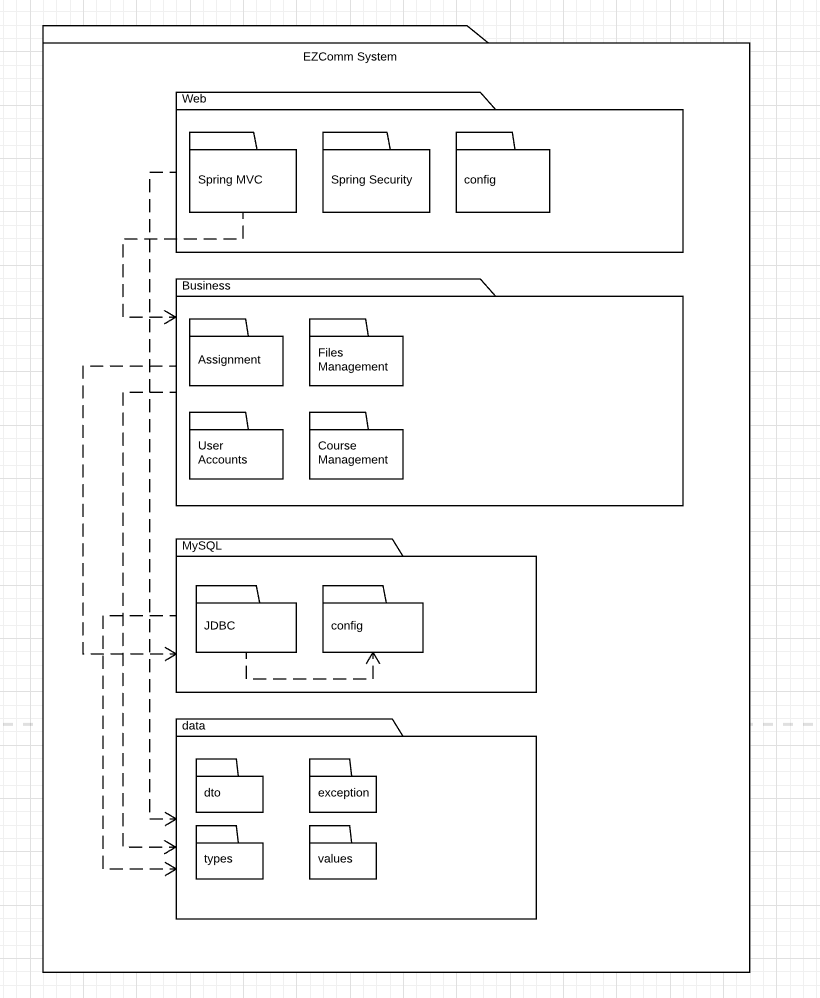 EZComm System
Web
Spring MVC
Spring Security
config
Business
Assignment
Files
Management
User
Accounts
Course
Management
MySQL
JDBC
config
data
dto
exception
types
values